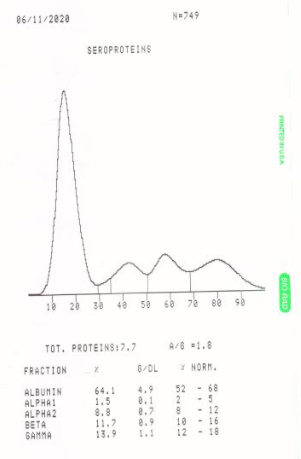 06/11/2020 N=749
SEROPROTEINS
PRINTED IN U.S.A.
BIO-RAD
10 20 30 40 50 60 70 80 90
TOT. PROTEINS:7.7 A/G =1.8
FRACTION % G/DL % NORM.
ALBUMIN 64.1 4.9 52 - 68
ALPHA1 1.5 0.1 2 - 5
ALPHA2 8.8 0.7 8 - 12
BETA 11.7 0.9 10 - 16
GAMMA 13.9 1.1 12 - 18